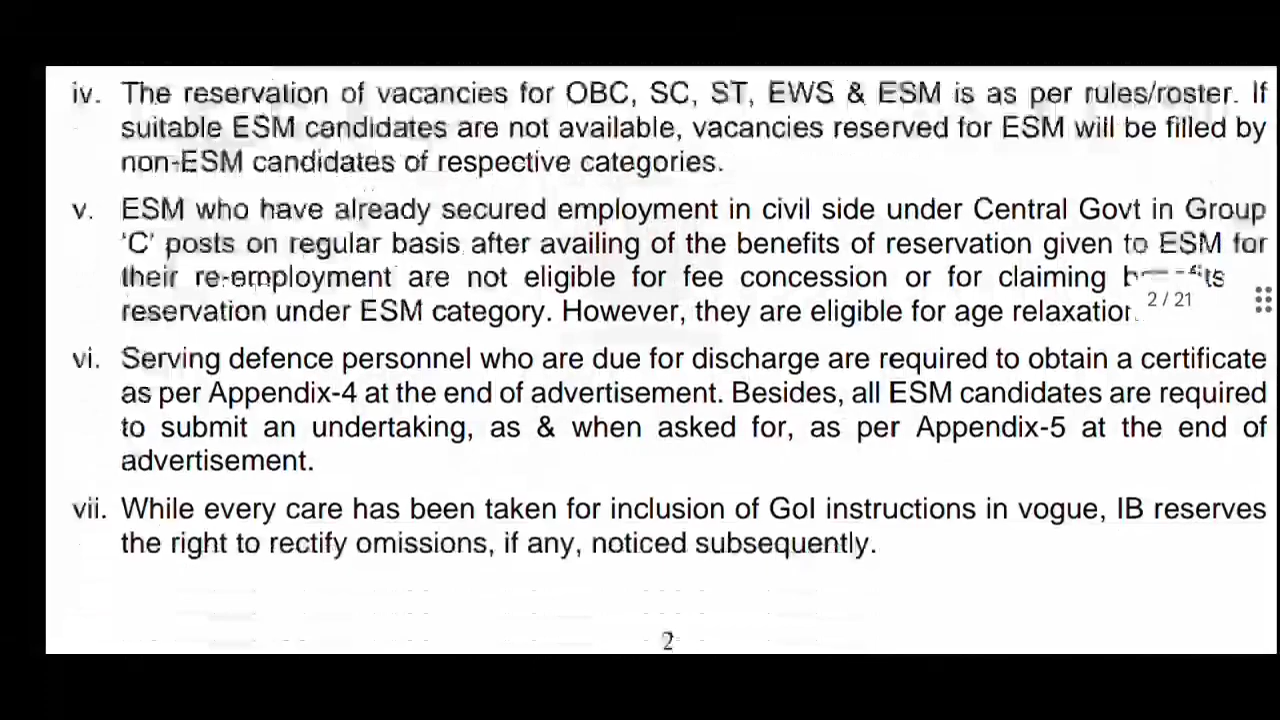 iv. The reservation of vacancies for OBC, SC, ST, EWS & ESM is as per rules/roster. If
suitable ESM candidates are not available, vacancies reserved for ESM will be filled by
non-ESM candidates of respective categories.
v. ESM who have already secured employment in civil side under Central Govt in Group
'C' posts on regular basis after availing of the benefits of reservation given to ESM for
their re-employment are not eligible for fee concession or for claiming
reservation under ESM category. However, they are eligible for age relaxation.
2 / 21
vi. Serving defence personnel who are due for discharge are required to obtain a certificate
as per Appendix-4 at the end of advertisement. Besides, all ESM candidates are required
to submit an undertaking, as & when asked for, as per Appendix-5 at the end of
advertisement.
vii. While every care has been taken for inclusion of GoI instructions in vogue, IB reserves
the right to rectify omissions, if any, noticed subsequently.
2